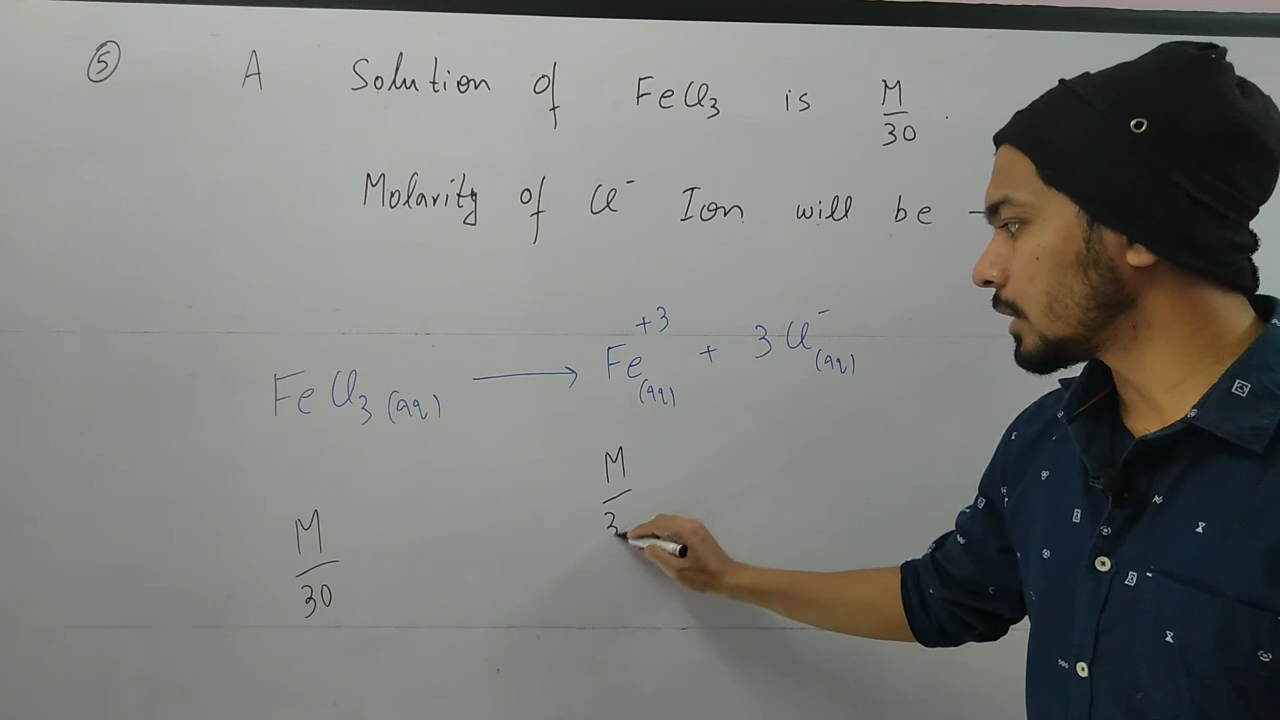 ⑤ A Solution of FeCl₃ is M/30.
Molarity of Cl⁻ Ion will be -
FeCl₃ (aq) ⟶ Fe⁺³(aq) + 3Cl⁻(aq)
M/30 M/3